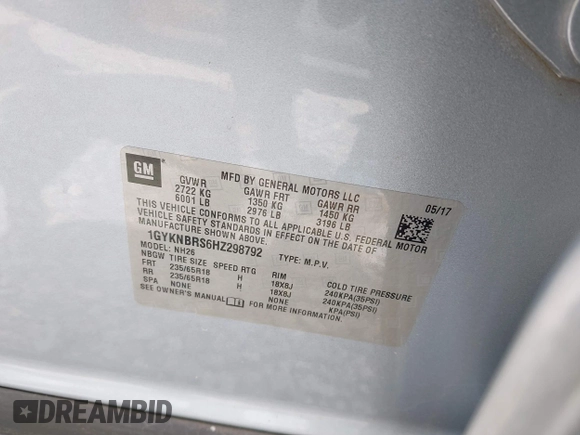 GM
MFD BY GENERAL MOTORS LLC
05/17
GVWR GAWR FRT GAWR RR
2722 KG 1350 KG 1450 KG
6001 LB 2976 LB 3196 LB
THIS VEHICLE CONFORMS TO ALL APPLICABLE U.S. FEDERAL MOTOR
VEHICLE SAFETY STANDARDS IN EFFECT ON THE DATE OF
MANUFACTURE SHOWN ABOVE.
1GYKNBRS6HZ298792 TYPE: M.P.V.
MODEL: NH26
NBGW TIRE SIZE SPEED RTG RIM COLD TIRE PRESSURE
FRT 235/65R18 H 18X8J 240KPA(35PSI)
RR 235/65R18 H 18X8J 240KPA(35PSI)
SPA NONE NONE KPA(PSI)
SEE OWNER'S MANUAL FOR ADDITIONAL INFORMATION.
DREAMBID